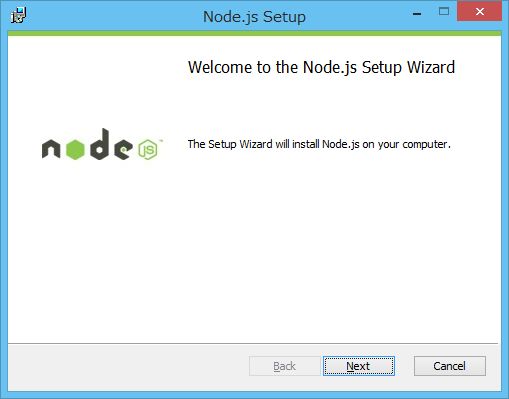 Node.js Setup
Welcome to the Node.js Setup Wizard
node
JS
™
The Setup Wizard will install Node.js on your computer.
Back
Next
Cancel